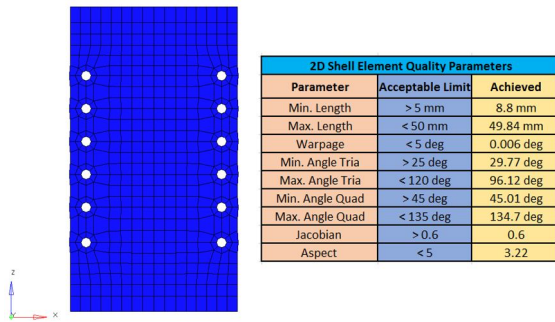 2D Shell Element Quality Parameters
Parameter Acceptable Limit Achieved
Min. Length > 5 mm 8.8 mm
Max. Length < 50 mm 49.84 mm
Warpage < 5 deg 0.006 deg
Min. Angle Tria > 25 deg 29.77 deg
Max. Angle Tria < 120 deg 96.12 deg
Min. Angle Quad > 45 deg 45.01 deg
Max. Angle Quad < 135 deg 134.7 deg
Jacobian > 0.6 0.6
Aspect < 5 3.22
Z
Y X